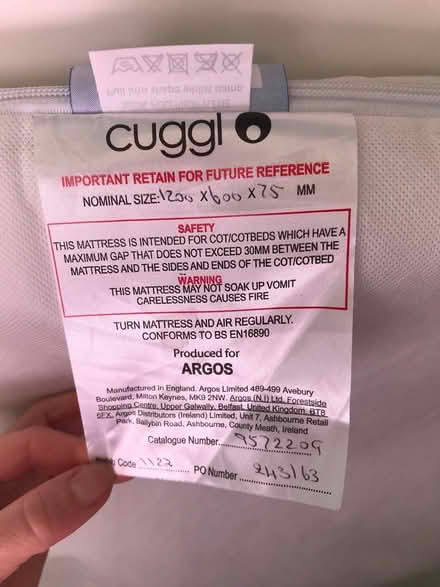 cuggl
IMPORTANT RETAIN FOR FUTURE REFERENCE
NOMINAL SIZE: 1200 x 600 x 75 MM
SAFETY
THIS MATTRESS IS INTENDED FOR COT/COTBEDS WHICH HAVE A
MAXIMUM GAP THAT DOES NOT EXCEED 30MM BETWEEN THE
MATTRESS AND THE SIDES AND ENDS OF THE COT/COTBED
WARNING
THIS MATTRESS MAY NOT SOAK UP VOMIT
CARELESSNESS CAUSES FIRE
TURN MATTRESS AND AIR REGULARLY.
CONFORMS TO BS EN16890
Produced for
ARGOS
Manufactured in England. Argos Limited 489-499 Avebury
Boulevard, Milton Keynes, MK9 2NW. Argos (N.I) Ltd, Forestside
Shopping Centre, Upper Galwally, Belfast, United Kingdom, BT8
6FX. Argos Distributors (Ireland) Limited, Unit 7, Ashbourne Retail
Park, Ballybin Road, Ashbourne, County Meath, Ireland
Catalogue Number 9572209
Code 1122 PO Number 243163